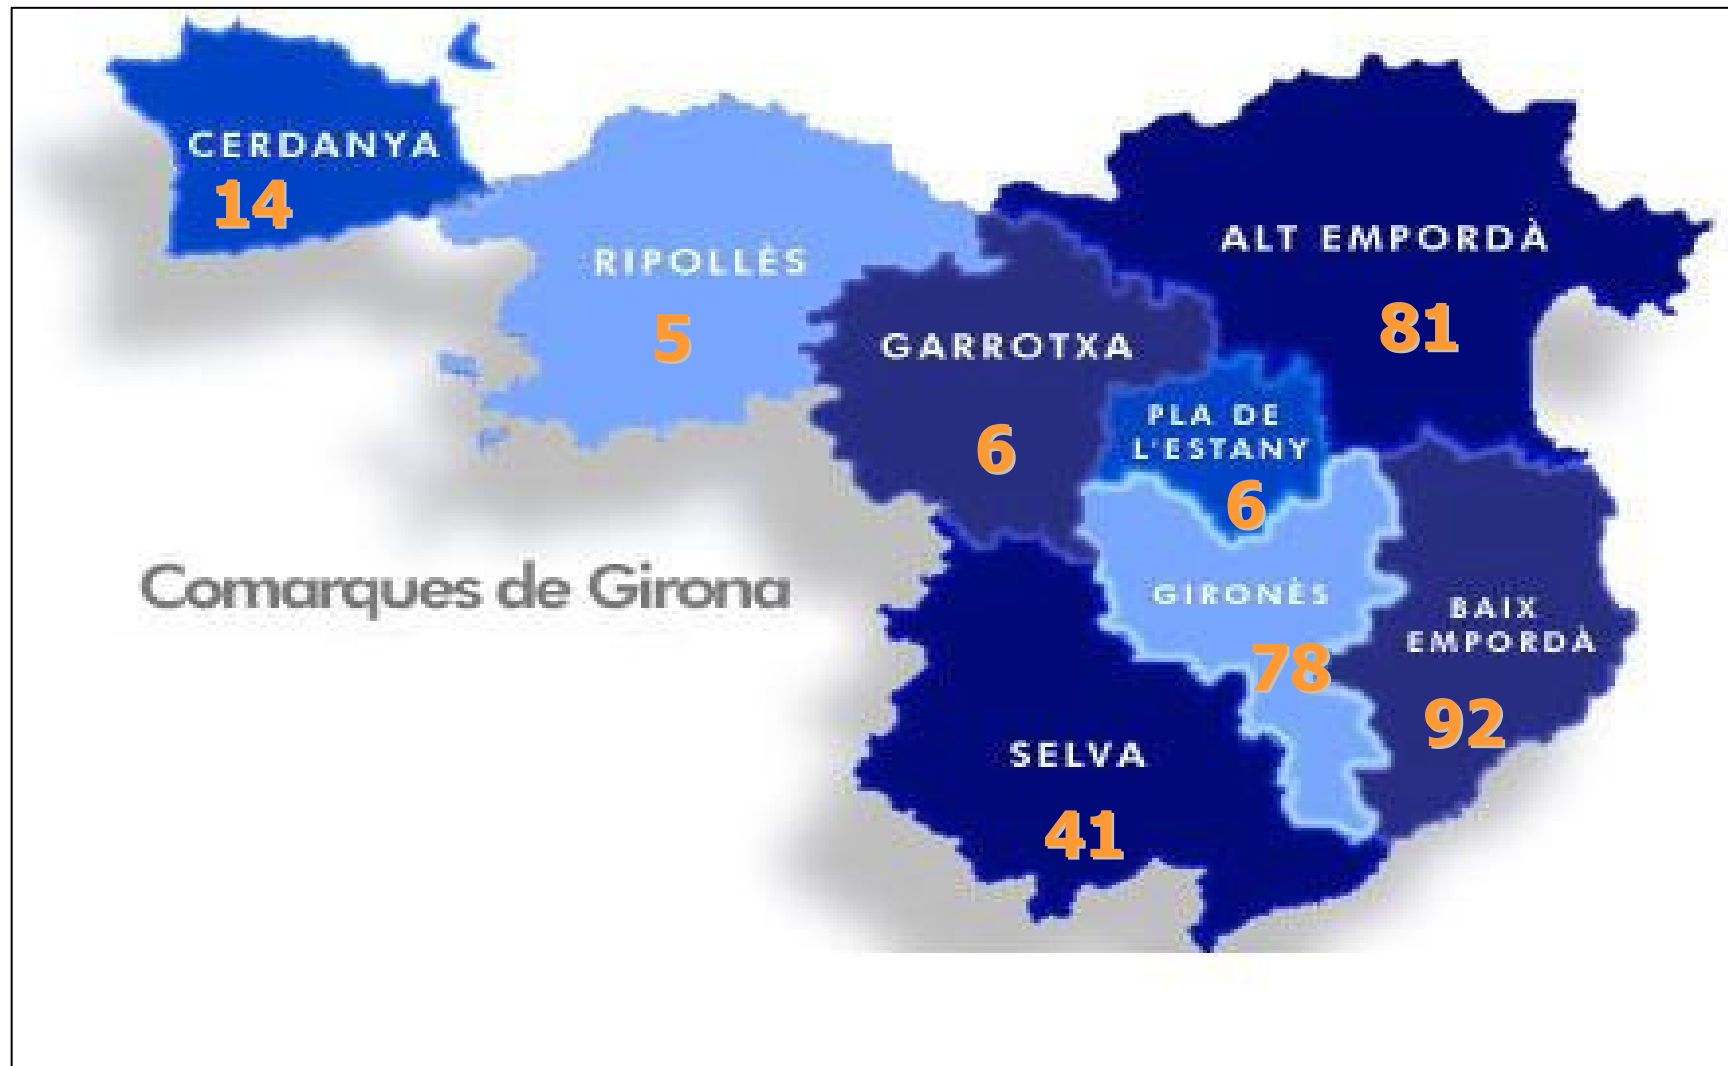 CERDANYA
14
RIPOLLÈS
5
ALT EMPORDÀ
81
GARROTXA
6
PLA DE
L'ESTANY
6
Comarques de Girona
GIRONÈS
78
BAIX
EMPORDÀ
92
SELVA
41